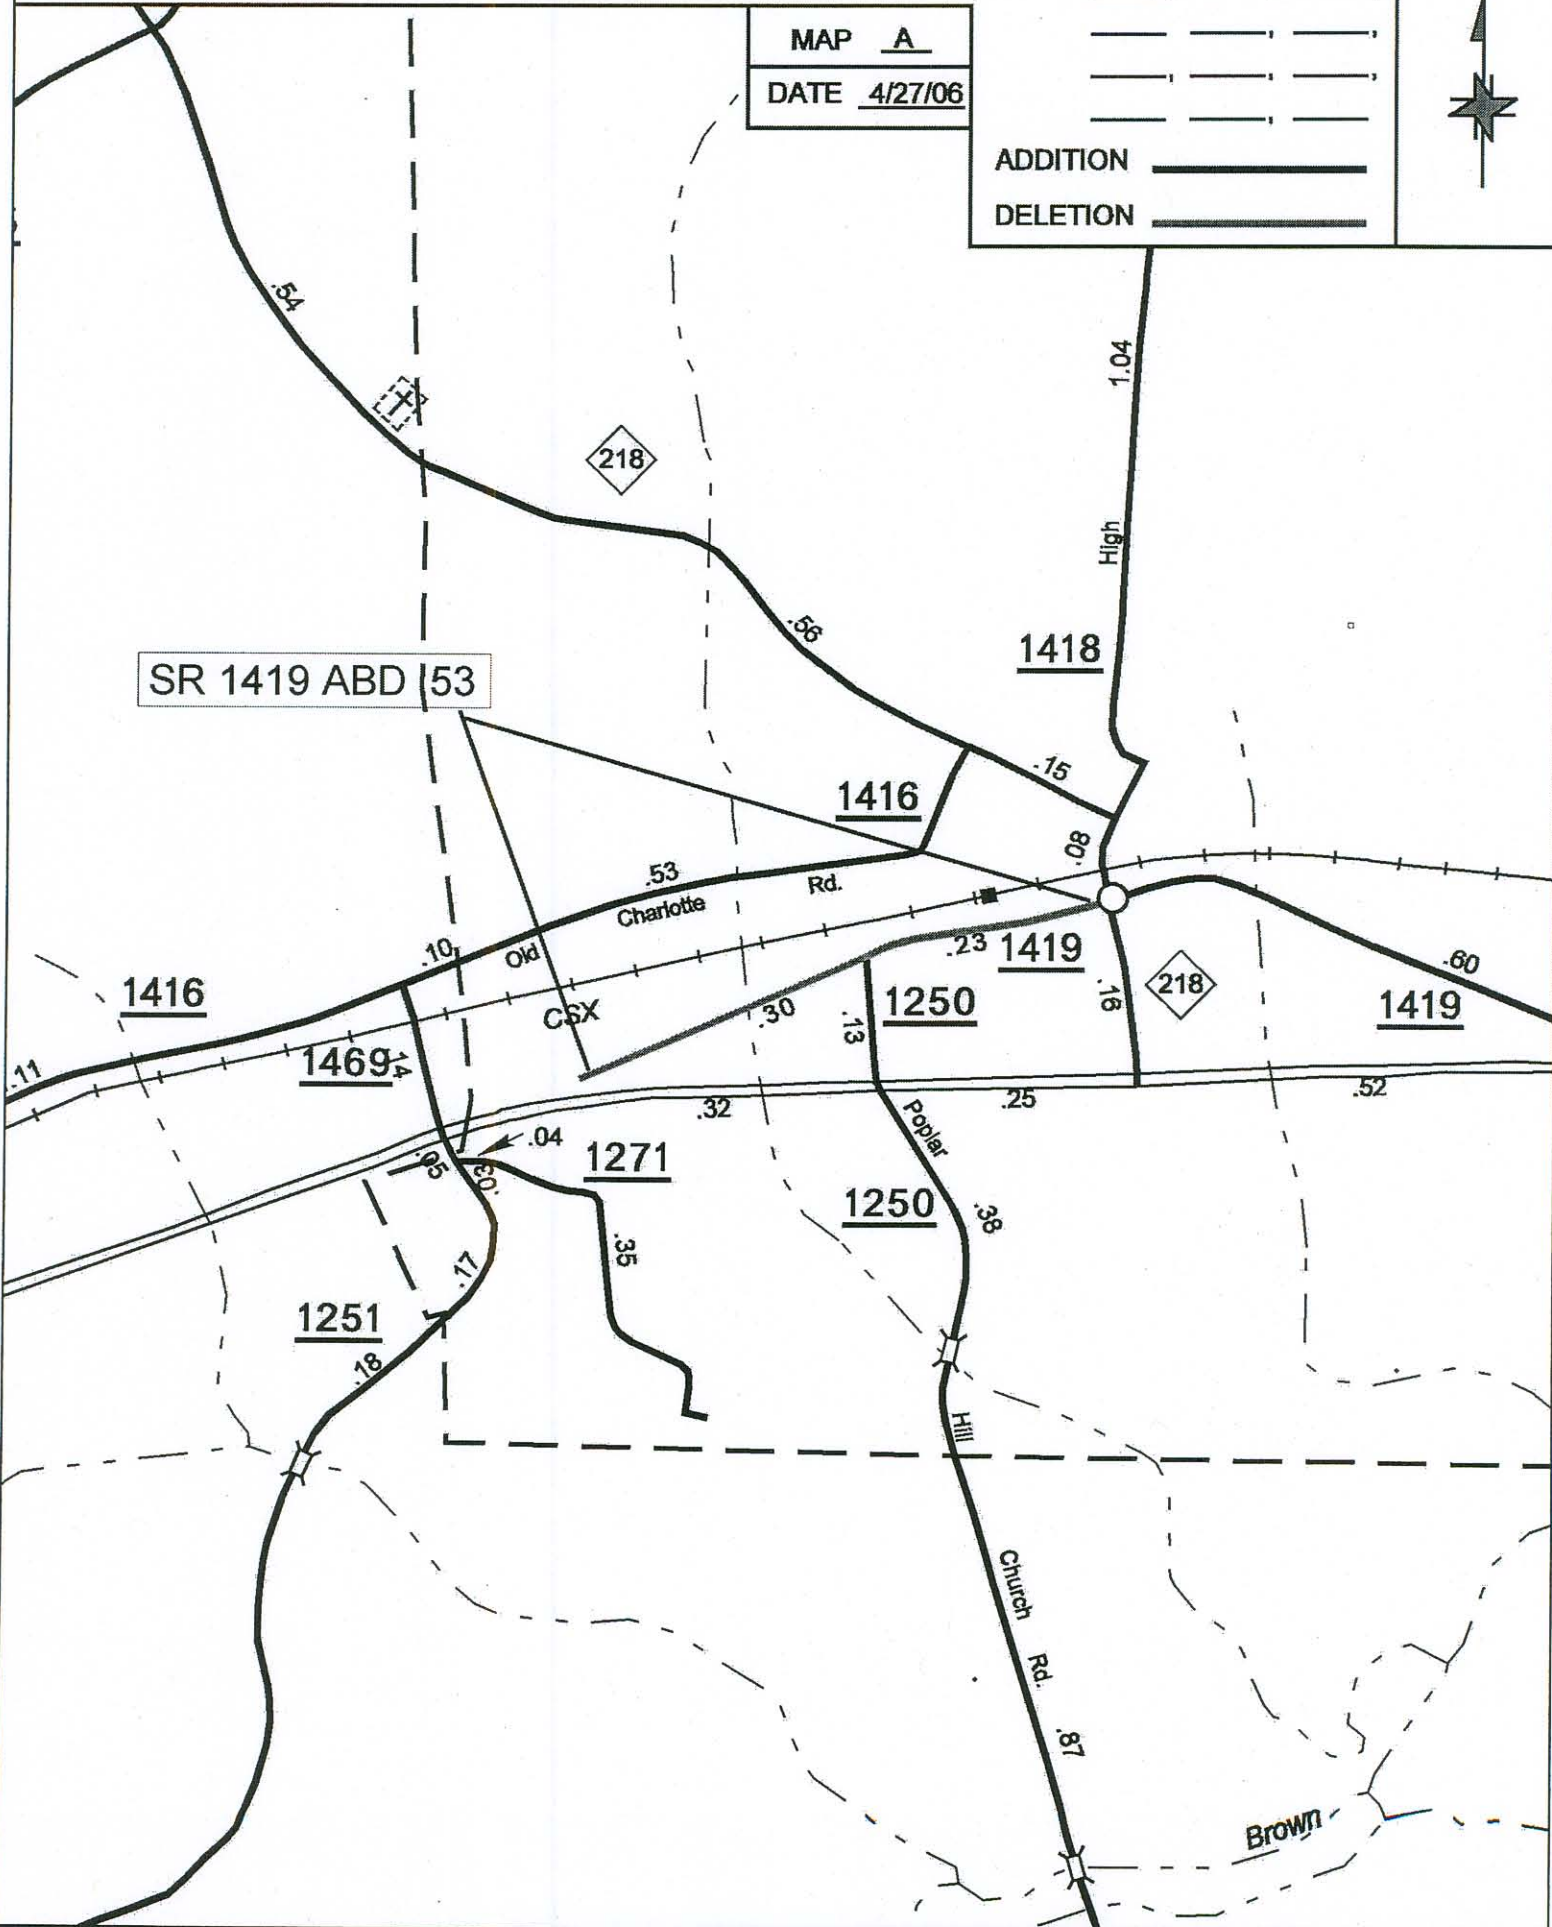 MAP A
DATE 4/27/06
ADDITION
DELETION
.54
1.04
218
High
.56
1418
SR 1419 ABD .53
.15
1416
.08
.53
Rd.
Charlotte
.10
Old
.23
1419
.60
1416
218
.16
CSX
.30
.13
1250
1419
.11
1469
.14
.32
.25
.52
Poplar
.04
.05
.03
1271
1250
.38
.35
.17
1251
.18
Hill
Church
Rd.
.87
Brown